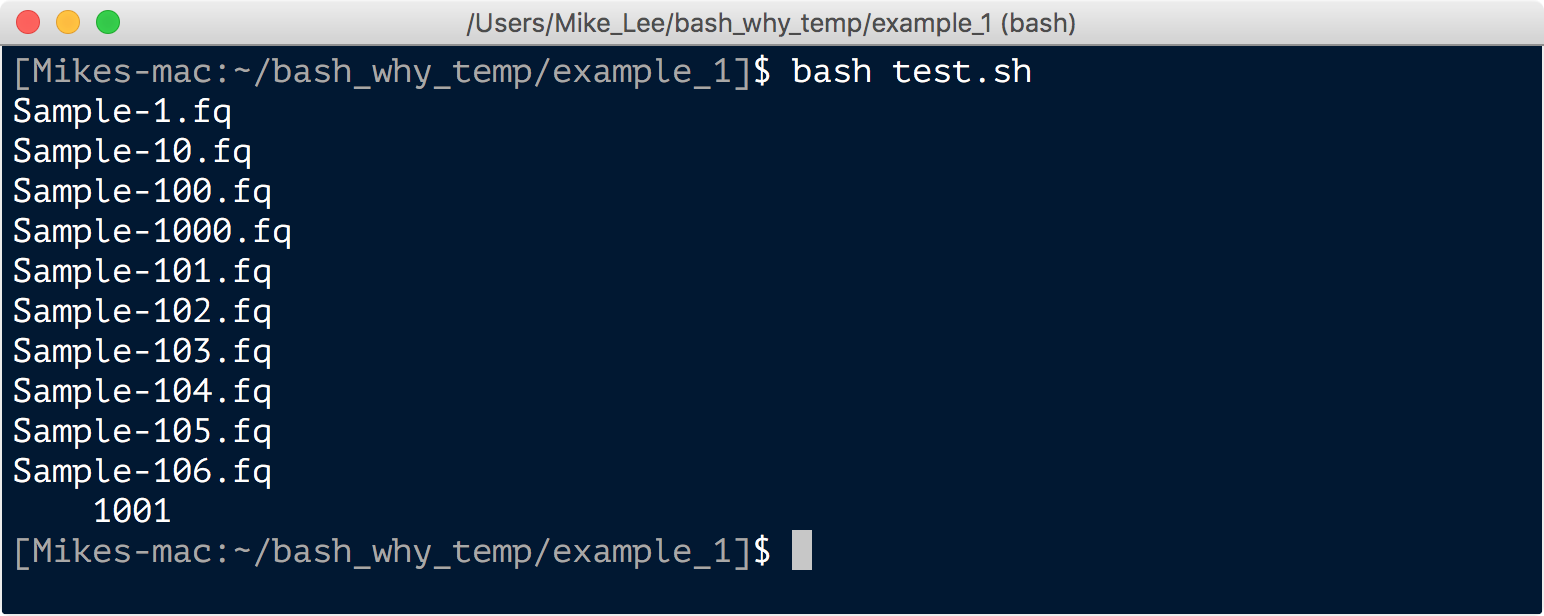 /Users/Mike_Lee/bash_why_temp/example_1 (bash)
[Mikes-mac:~/bash_why_temp/example_1]$ bash test.sh
Sample-1.fq
Sample-10.fq
Sample-100.fq
Sample-1000.fq
Sample-101.fq
Sample-102.fq
Sample-103.fq
Sample-104.fq
Sample-105.fq
Sample-106.fq
1001
[Mikes-mac:~/bash_why_temp/example_1]$